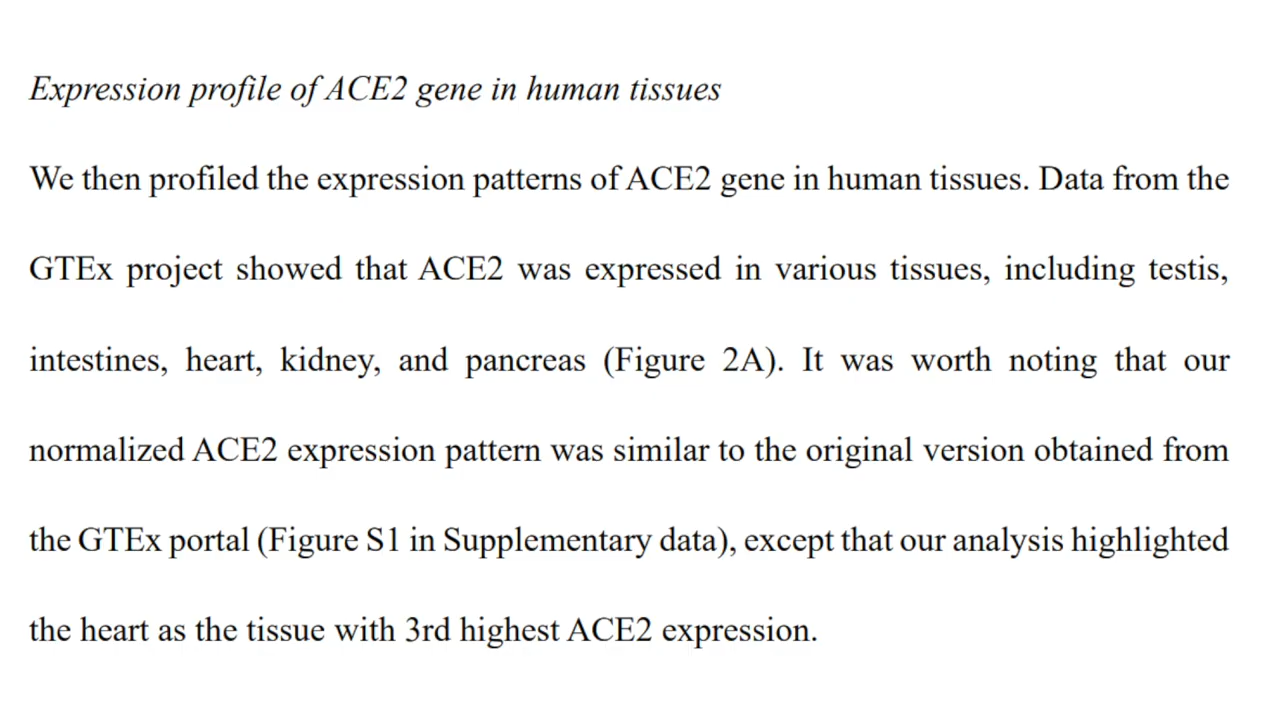 Expression profile of ACE2 gene in human tissues
We then profiled the expression patterns of ACE2 gene in human tissues. Data from the
GTEx project showed that ACE2 was expressed in various tissues, including testis,
intestines, heart, kidney, and pancreas (Figure 2A). It was worth noting that our
normalized ACE2 expression pattern was similar to the original version obtained from
the GTEx portal (Figure S1 in Supplementary data), except that our analysis highlighted
the heart as the tissue with 3rd highest ACE2 expression.